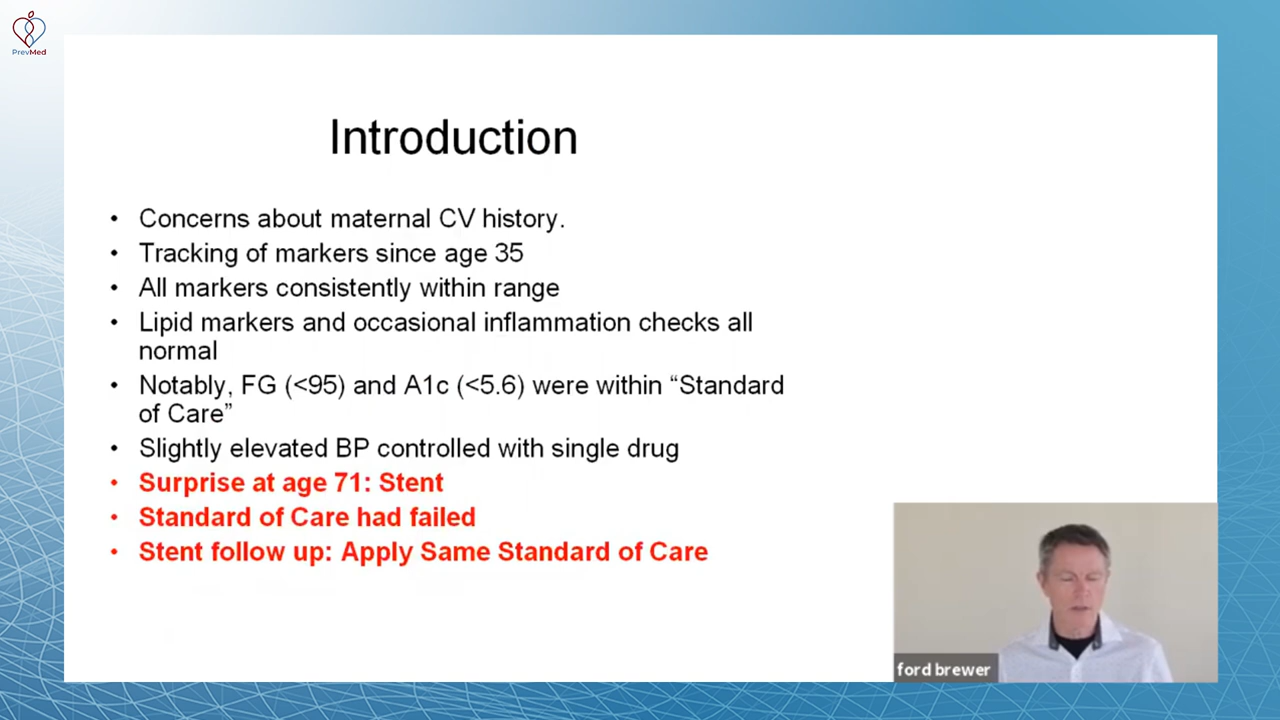 PrevMed
Introduction
• Concerns about maternal CV history.
• Tracking of markers since age 35
• All markers consistently within range
• Lipid markers and occasional inflammation checks all
normal
• Notably, FG (<95) and A1c (<5.6) were within “Standard
of Care”
• Slightly elevated BP controlled with single drug
• Surprise at age 71: Stent
• Standard of Care had failed
• Stent follow up: Apply Same Standard of Care
ford brewer